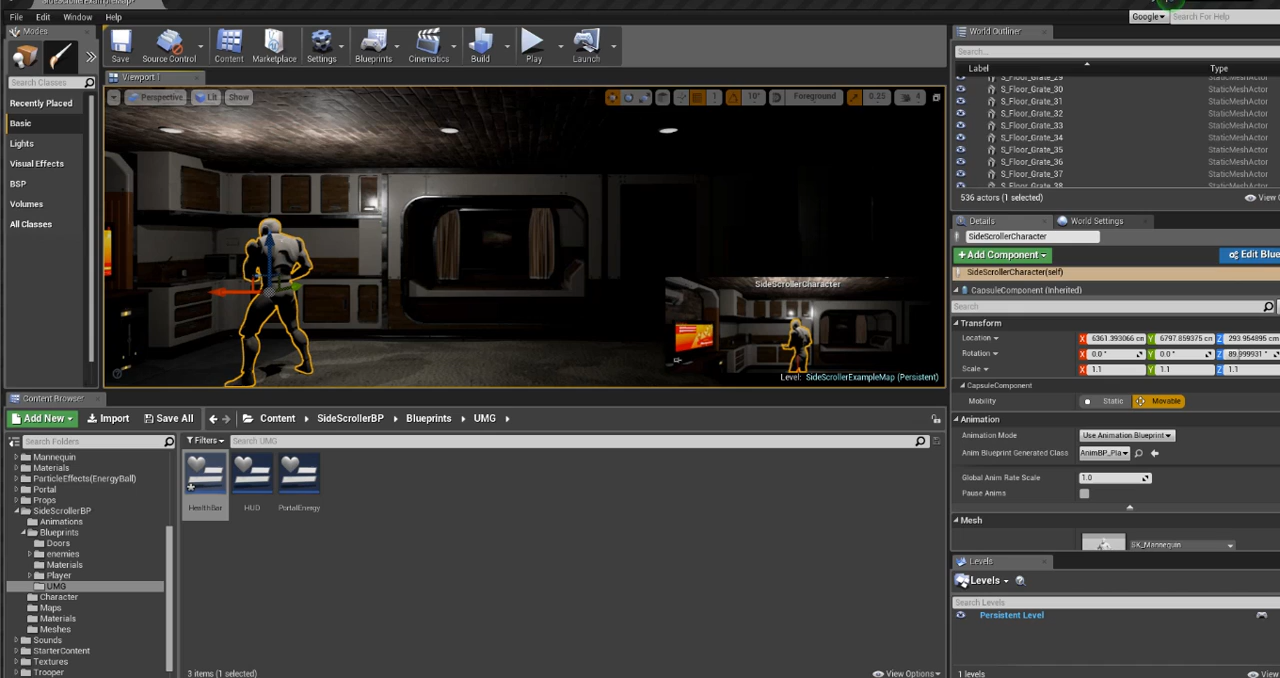 SideScrollerExampleMap*
File Edit Window Help
Google Search For Help
Modes
Search Classes
Recently Placed
Basic
Lights
Visual Effects
BSP
Volumes
All Classes
Save Source Control Content Marketplace Settings Blueprints Cinematics Build Play Launch
Viewport 1
Perspective Lit Show
1 10° Foreground 0.25 4
SideScrollerCharacter
Level: SideScrollerExampleMap (Persistent)
World Outliner
Search...
Label Type
S_Floor_Grate_29 StaticMeshActor
S_Floor_Grate_30 StaticMeshActor
S_Floor_Grate_31 StaticMeshActor
S_Floor_Grate_32 StaticMeshActor
S_Floor_Grate_33 StaticMeshActor
S_Floor_Grate_34 StaticMeshActor
S_Floor_Grate_35 StaticMeshActor
S_Floor_Grate_36 StaticMeshActor
S_Floor_Grate_37 StaticMeshActor
S_Floor_Grate_38 StaticMeshActor
536 actors (1 selected) View O
Details World Settings
SideScrollerCharacter
+Add Component Edit Blue
SideScrollerCharacter(self)
CapsuleComponent (Inherited)
Search
Transform
Location X 6361.393066 cm Y 6797.859375 cm Z 293.954895 cm
Rotation X 0.0 ° Y 0.0 ° Z 89.999931 °
Scale X 1.1 Y 1.1 Z 1.1
CapsuleComponent
Mobility Static Movable
Animation
Animation Mode Use Animation Blueprint
Anim Blueprint Generated Class AnimBP_Pla
Global Anim Rate Scale 1.0
Pause Anims
Mesh
SK_Mannequin
Levels
Levels
Search Levels
Persistent Level
1 levels View
Content Browser
Add New Import Save All Content SideScrollerBP Blueprints UMG
Search Folders
Filters Search UMG
Mannequin
Materials
ParticleEffects(EnergyBall)
Portal
Props
SideScrollerBP
Animations
Blueprints
Doors
enemies
Materials
Player
UMG
Character
Maps
Materials
Meshes
Sounds
StarterContent
Textures
Trooper
HealthBar HUD PortalEnergy
3 items (1 selected) View Options